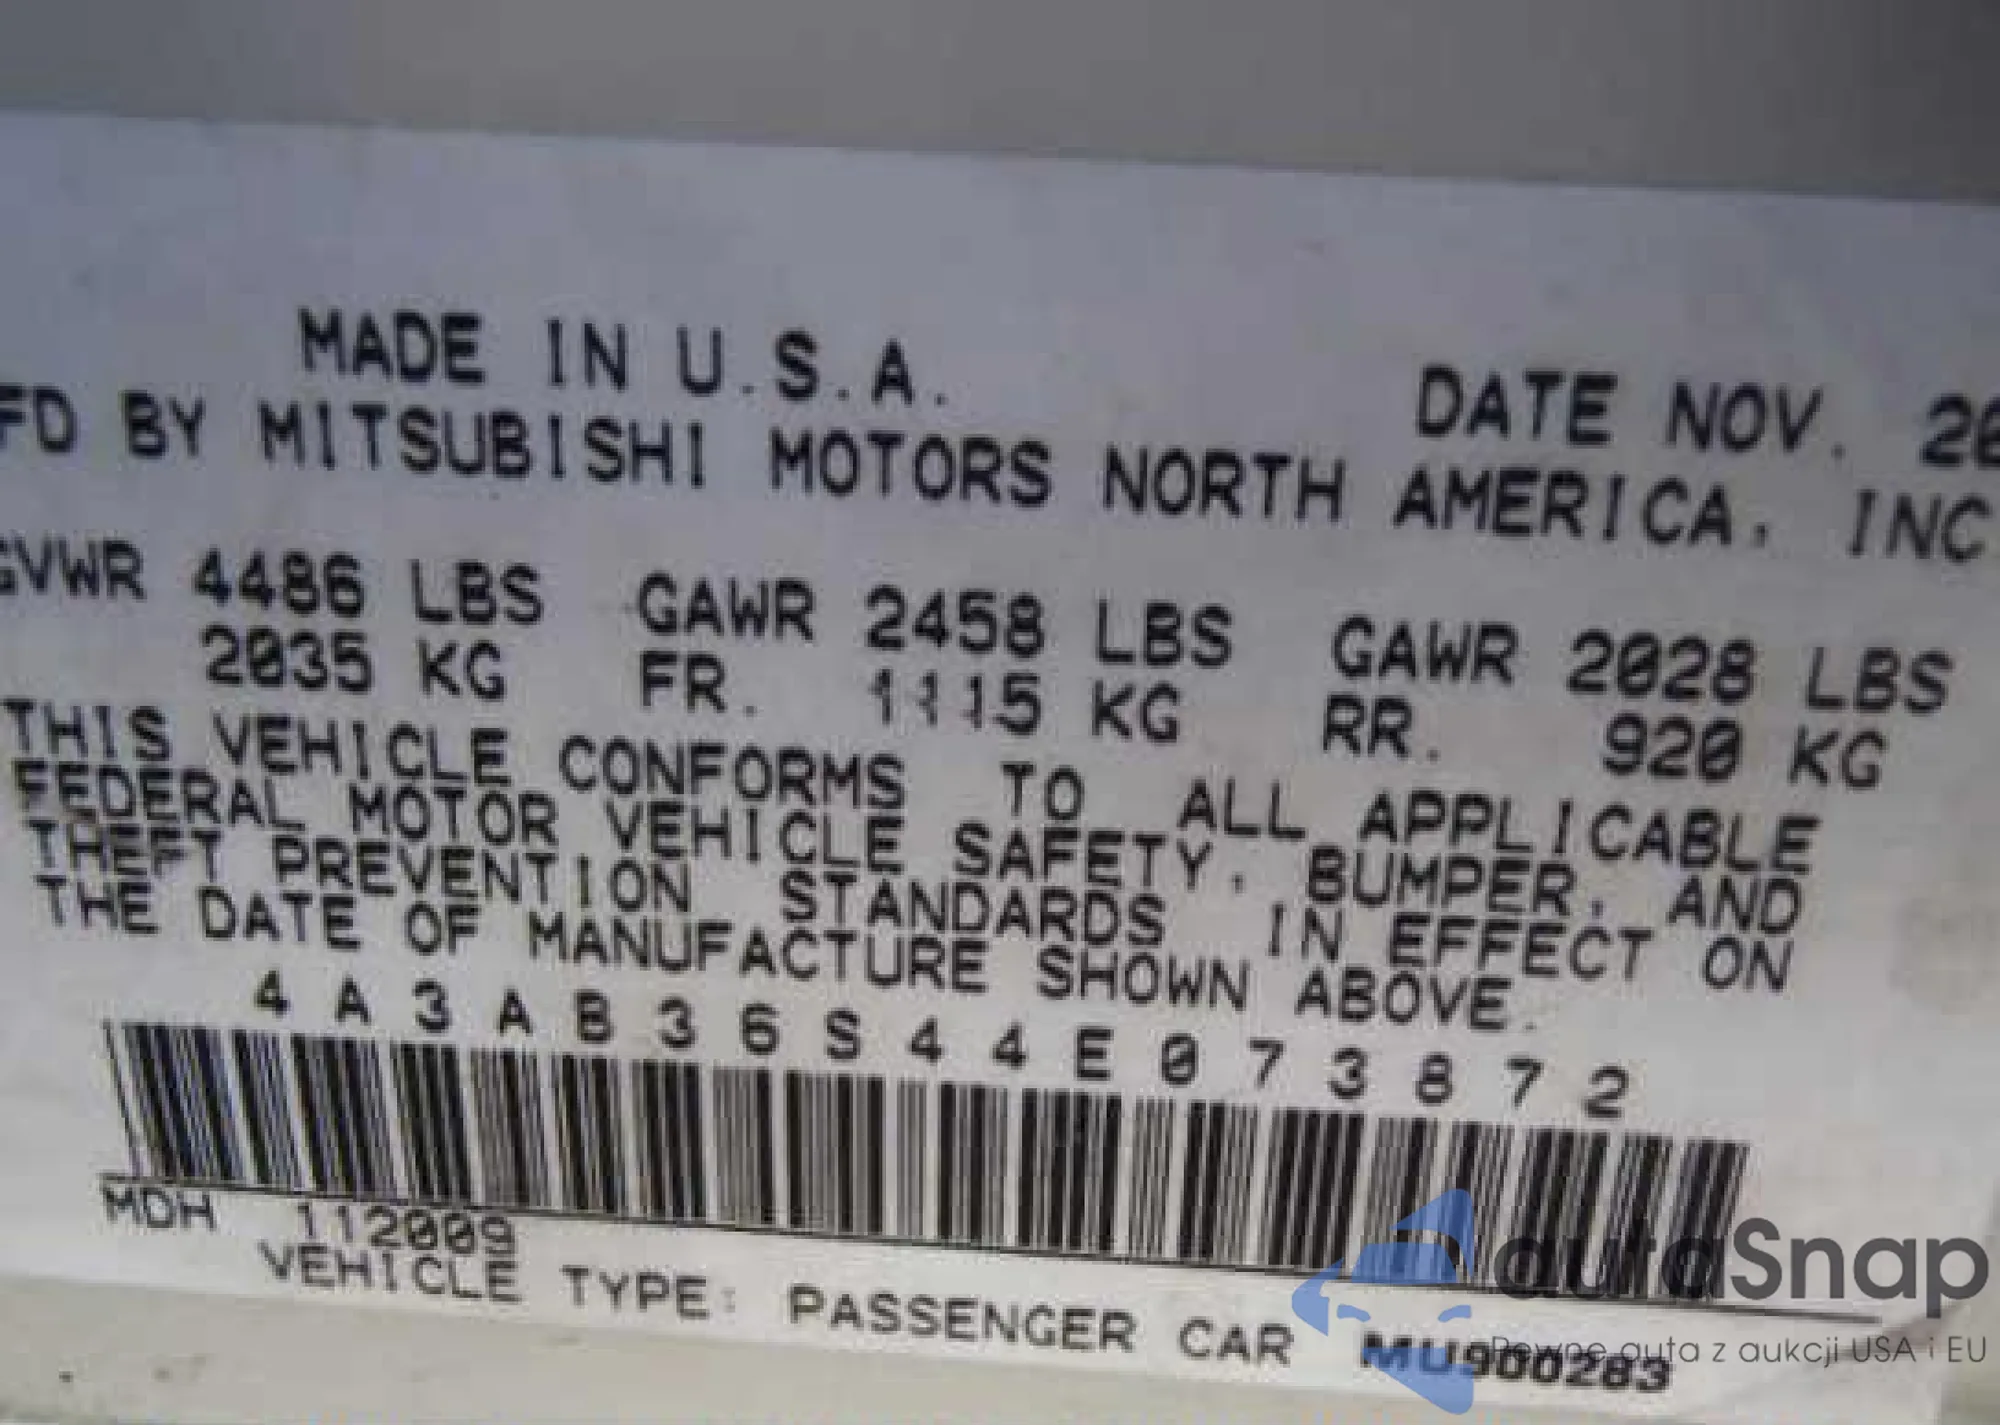 MADE IN U.S.A.
DATE NOV. 20
FD BY MITSUBISHI MOTORS NORTH AMERICA, INC.
GVWR 4486 LBS GAWR 2458 LBS GAWR 2028 LBS
2035 KG FR. 1115 KG RR. 920 KG
THIS VEHICLE CONFORMS TO ALL APPLICABLE
FEDERAL MOTOR VEHICLE SAFETY, BUMPER, AND
THEFT PREVENTION STANDARDS IN EFFECT ON
THE DATE OF MANUFACTURE SHOWN ABOVE.
4A3AB36S44E073872
MDH 112009
VEHICLE TYPE: PASSENGER CAR MU900283
autaSnap
Pewne auta z aukcji USA i EU